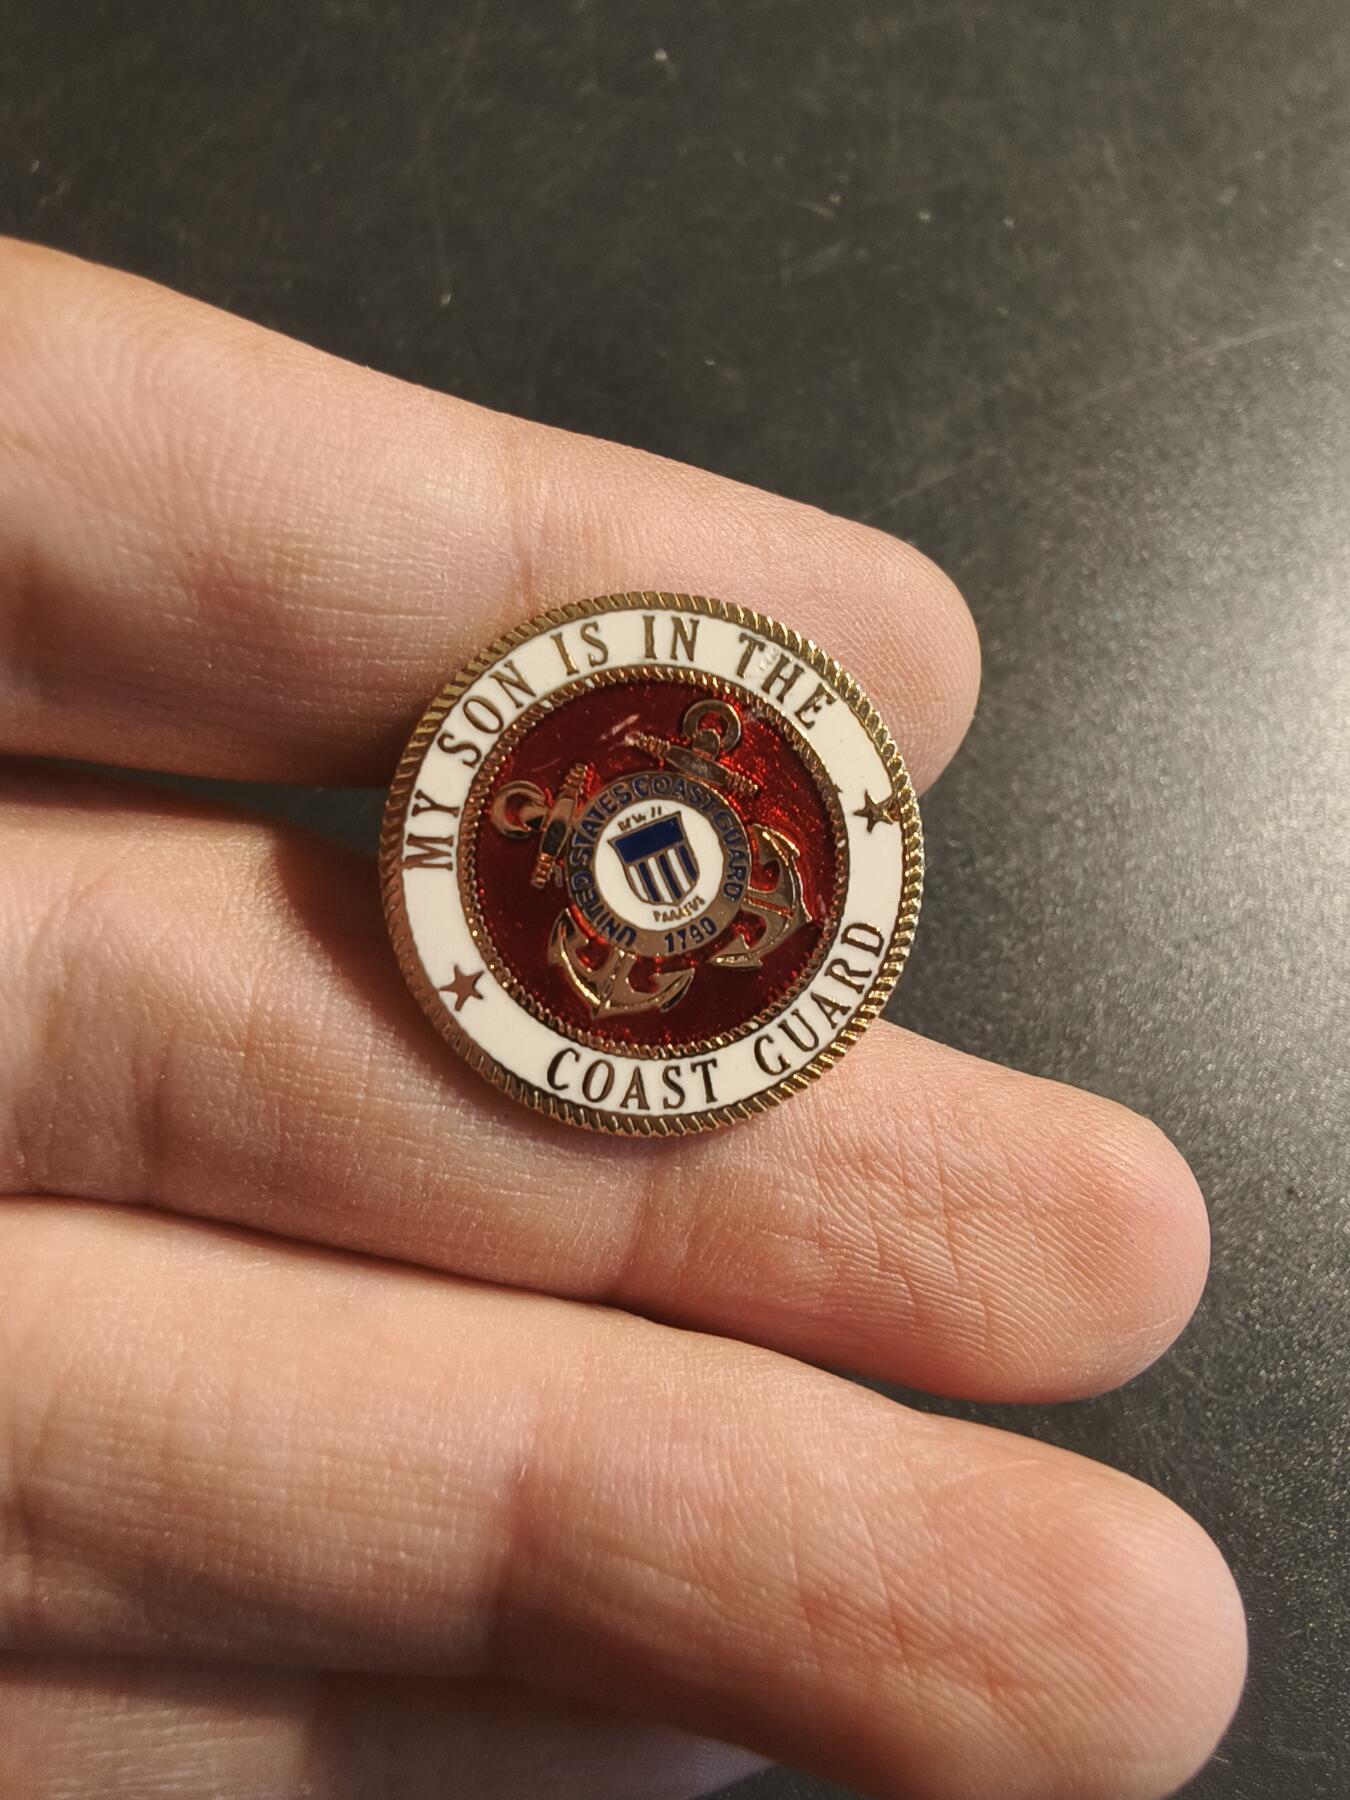 MY SON IS IN THE
COAST GUARD
UNITED STATES COAST GUARD
1790